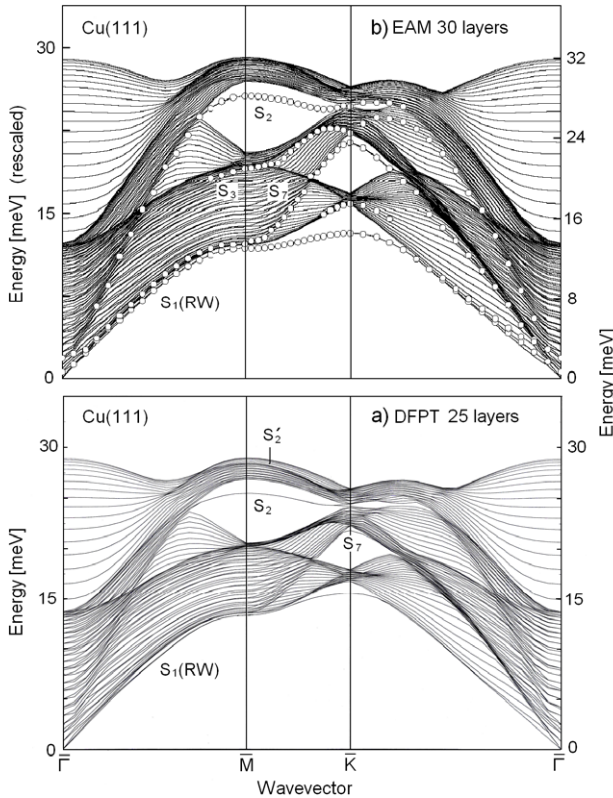 Cu(111)
b) EAM 30 layers
30
15
0
Energy [meV] (rescaled)
32
24
16
8
0
Energy [meV]
S₂
S₃
S₇
S₁(RW)
Cu(111)
a) DFPT 25 layers
30
15
0
Energy [meV]
30
15
0
S₂′
S₂
S₇
S₁(RW)
Γ̅
M̅
K̅
Γ̅
Wavevector